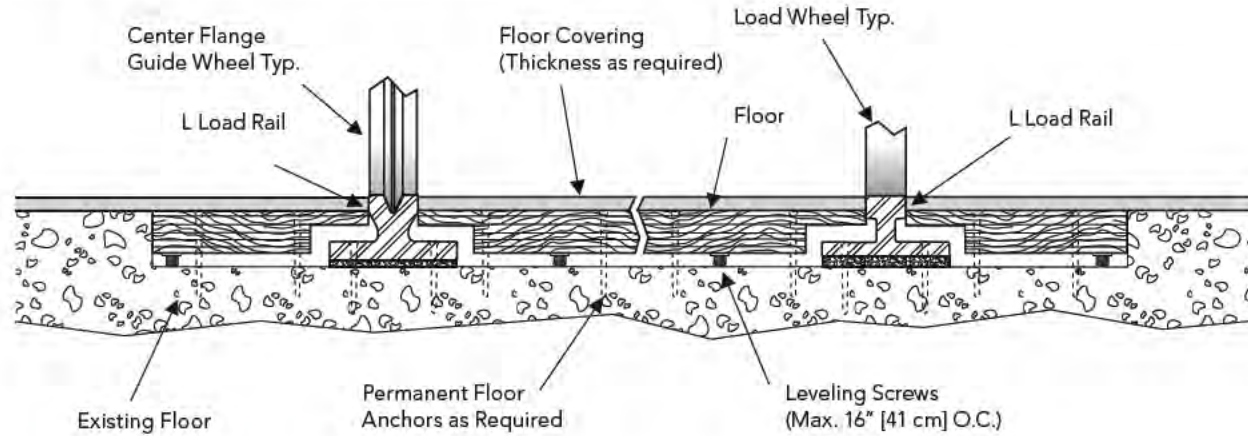 Center Flange
Guide Wheel Typ.
Floor Covering
(Thickness as required)
Load Wheel Typ.
L Load Rail
Floor
L Load Rail
Existing Floor
Permanent Floor
Anchors as Required
Leveling Screws
(Max. 16" [41 cm] O.C.)